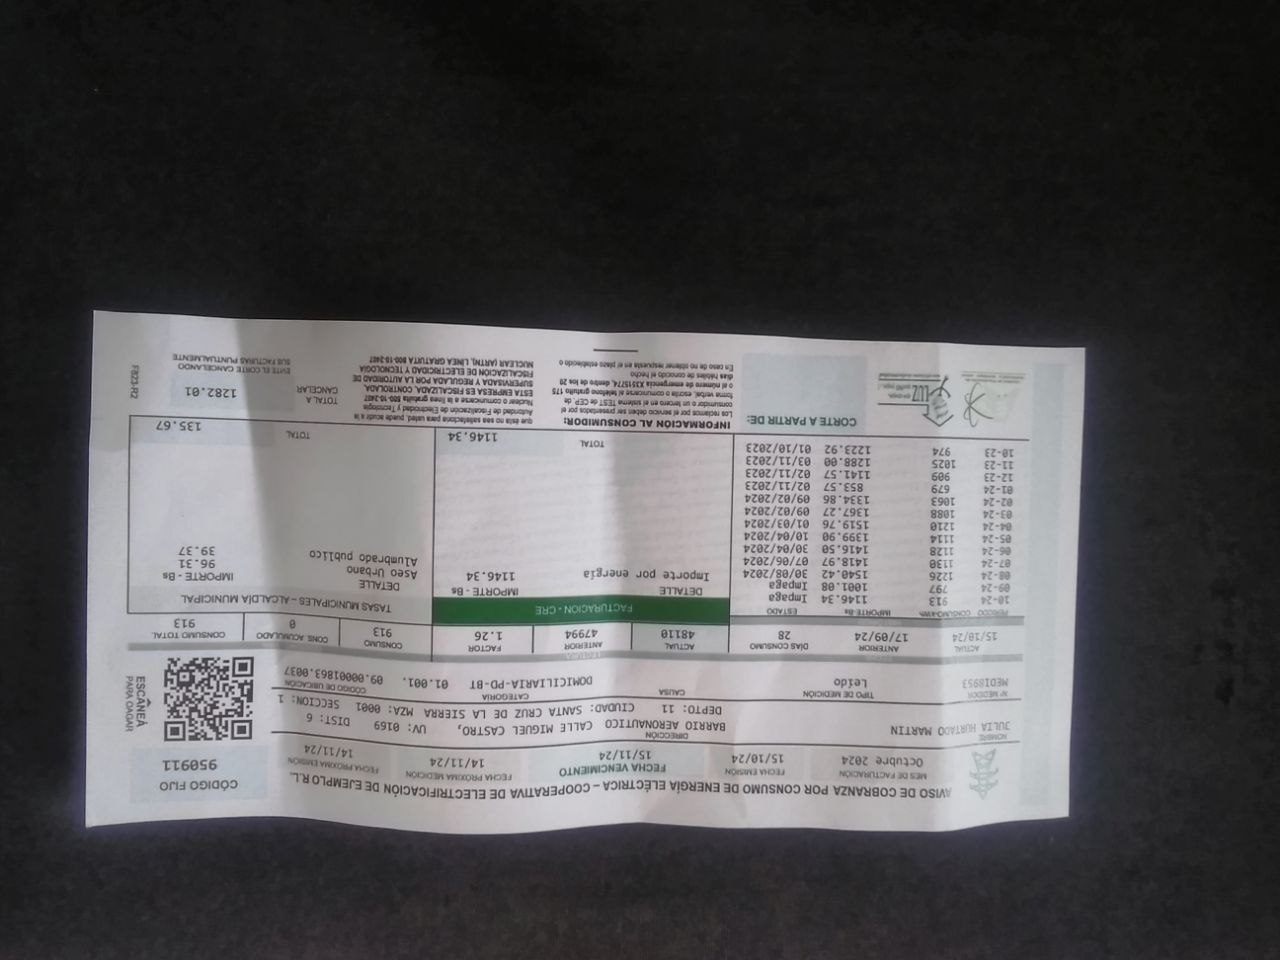 AVISO DE COBRANZA POR CONSUMO DE ENERGÍA ELÉCTRICA – COOPERATIVA DE ELECTRIFICACIÓN DE EJEMPLO R.L.
CÓDIGO FIJO
950911
MES DE FACTURACIÓN
Octubre 2024
FECHA EMISIÓN
15/10/24
FECHA VENCIMIENTO
15/11/24
FECHA PRÓXIMA MEDICIÓN
14/11/24
FECHA PRÓXIMA EMISIÓN
14/11/24
NOMBRE
JULIA HURTADO MARTIN
DIRECCIÓN
BARRIO AERONAUTICO CALLE MIGUEL CASTRO, UV: 0169 DIST: 6
DEPTO: 11 CIUDAD: SANTA CRUZ DE LA SIERRA MZA: 0001 SECCION: 1
ESCANEÁ
PARA OAGAR
Nº MEDIDOR
MEDI8953
TIPO DE MEDICIÓN
Leído
CAUSA
CATEGORÍA
DOMICILIARIA-PD-BT
CÓDIGO DE UBICACIÓN
01.001. 09.00001863.0037
LECTURA
ACTUAL
15/10/24
ANTERIOR
17/09/24
DÍAS CONSUMO
28
ACTUAL
48110
ANTERIOR
47994
FACTOR
1.26
CONSUMO
913
CONS ACUMULADO
0
CONSUMO TOTAL
913
PERIODO CONSUMO-kWh IMPORTE-Bs ESTADO
10-24 913 1146.34 Impaga
09-24 797 1001.08 Impaga
08-24 1226 1540.42 30/08/2024
07-24 1130 1418.97 07/06/2024
06-24 1128 1416.50 30/04/2024
05-24 1114 1399.90 10/04/2024
04-24 1210 1519.76 01/03/2024
03-24 1088 1367.27 09/02/2024
02-24 1063 1334.86 09/02/2024
01-24 679 853.57 02/11/2023
12-23 909 1141.57 02/11/2023
11-23 1025 1288.00 03/11/2023
10-23 974 1223.92 01/10/2023
FACTURACION - CRE
DETALLE IMPORTE - Bs
Importe por energía 1146.34
TOTAL 1146.34
TASAS MUNICIPALES – ALCALDÍA MUNICIPAL
DETALLE IMPORTE - Bs
Aseo Urbano 96.31
Alumbrado publico 39.37
TOTAL 135.67
LUZ
CORTE A PARTIR DE:
INFORMACIÓN AL CONSUMIDOR:
Los reclamos por el servicio deben ser presentados por el
consumidor o un tercero en el sistema TEST de CEP, de
forma verbal, escrita o comunicarse al teléfono gratuito 175
o al número de emergencia X3515774, dentro de los 20
días hábiles de conocido el hecho
En caso de no obtener respuesta en el plazo establecido o
que ésta no sea satisfactoria para usted, puede acudir a la
Autoridad de Fiscalización de Electricidad y Tecnología
Nuclear o comunicarse a la línea gratuita 800-10-2407
ESTA EMPRESA ES FISCALIZADA, CONTROLADA,
SUPERVISADA Y REGULADA POR LA AUTORIDAD DE
FISCALIZACIÓN DE ELECTRICIDAD Y TECNOLOGÍA
NUCLEAR (ARTN), LÍNEA GRATUITA 800-10-2407
TOTAL A
CANCELAR
1282.01
EVITE EL CORTE CANCELANDO
SUS FACTURAS PUNTUALMENTE
F823-R2